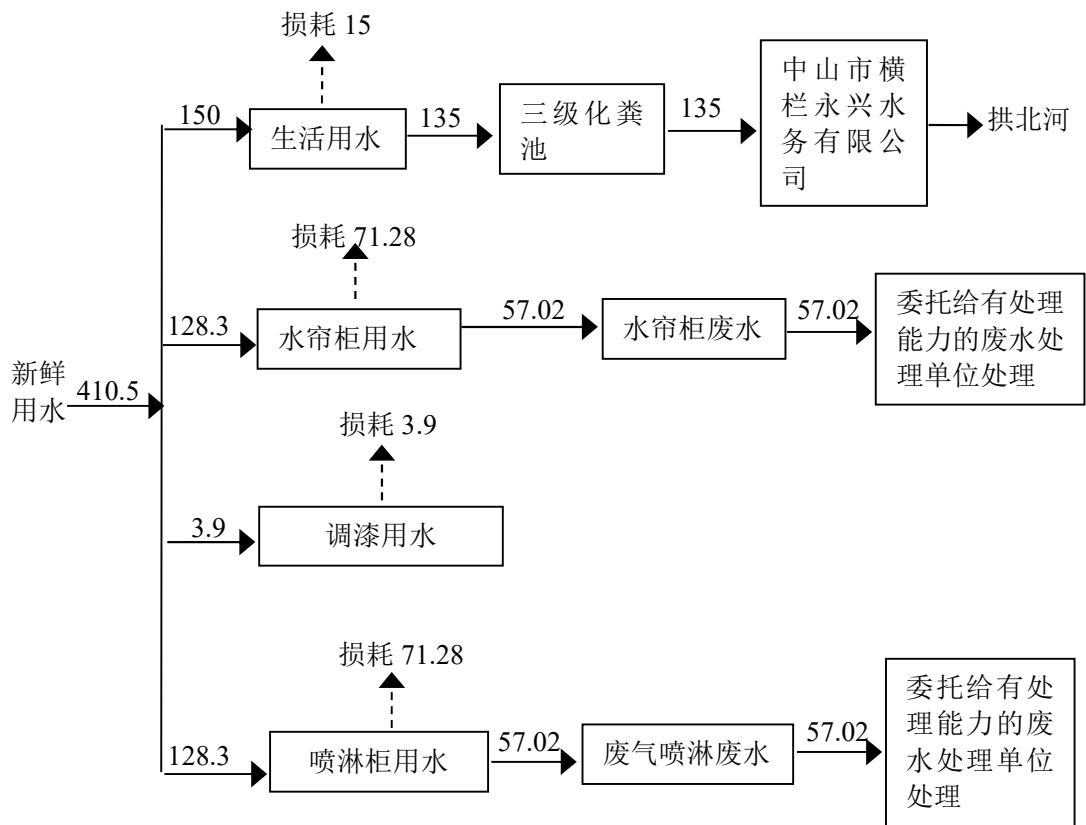 损耗 15
150
生活用水
135
三级化粪
池
135
中山市横
栏永兴水
务有限公
司
拱北河
损耗 71.28
128.3
水帘柜用水
57.02
水帘柜废水
57.02
委托给有处理
能力的废水处
理单位处理
新鲜
用水
410.5
损耗 3.9
3.9
调漆用水
损耗 71.28
128.3
喷淋柜用水
57.02
废气喷淋废水
57.02
委托给有处
理能力的废
水处理单位
处理